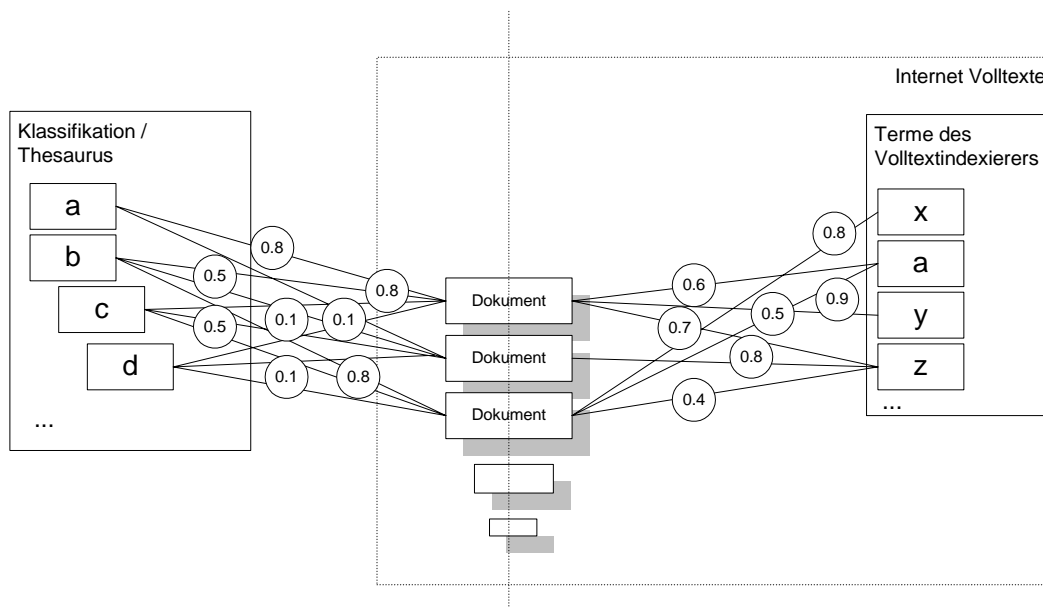 Internet Volltexte
Klassifikation /
Thesaurus
a
b
c
d
...
0.8
0.5
0.8
0.1
0.1
0.5
0.1
0.8
Dokument
Dokument
Dokument
0.6
0.8
0.9
0.5
0.7
0.8
0.4
Terme des
Volltextindexierers
x
a
y
z
...